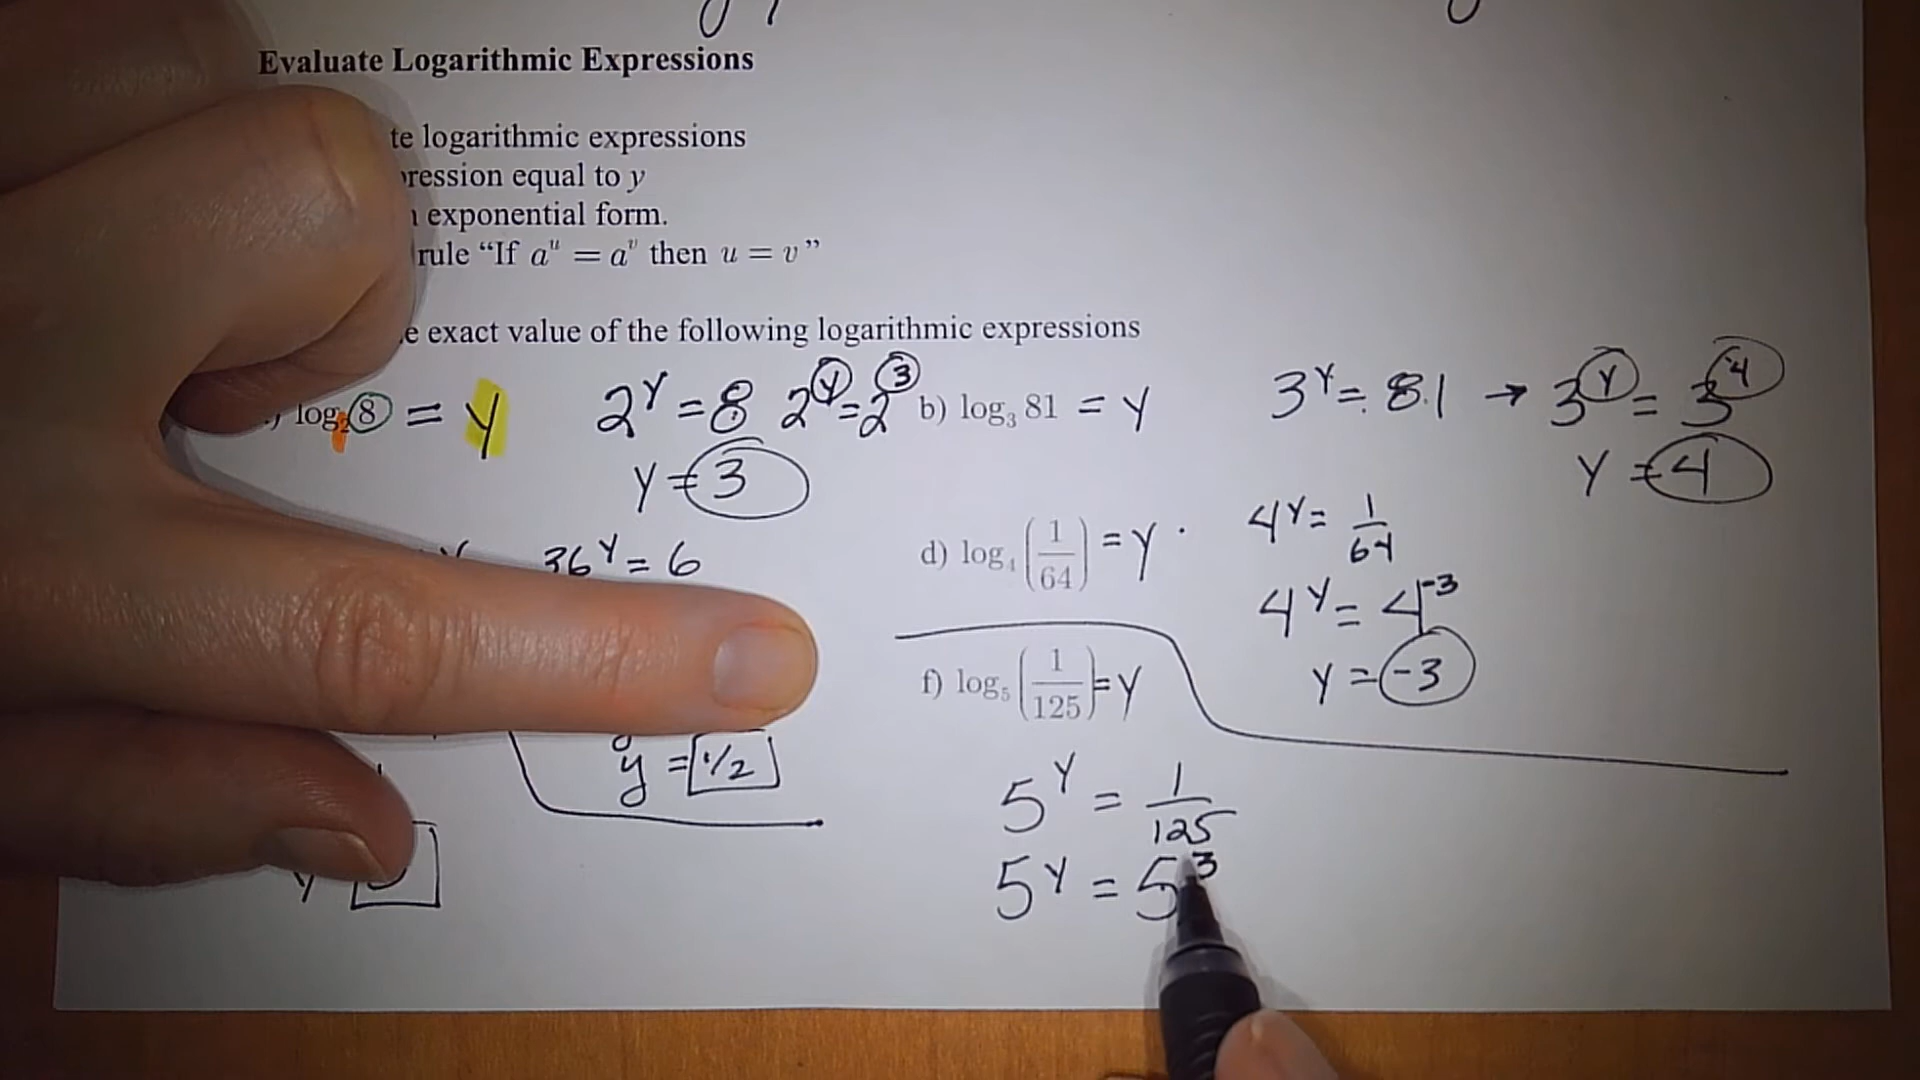 Evaluate Logarithmic Expressions
te logarithmic expressions
ression equal to y
exponential form.
rule “If aᵘ = aᵛ then u = v”
e exact value of the following logarithmic expressions
log₂ 8 = y
2^y = 8 2^y = 2^3
y = 3
b) log₃ 81 = y
3^y = 81 → 3^y = 3^4
y = 4
36^y = 6
y = 1/2
d) log₄ (1/64) = y
4^y = 1/64
4^y = 4^-3
y = -3
f) log₅ (1/125) = y
5^y = 1/125
5^y = 5^3
y